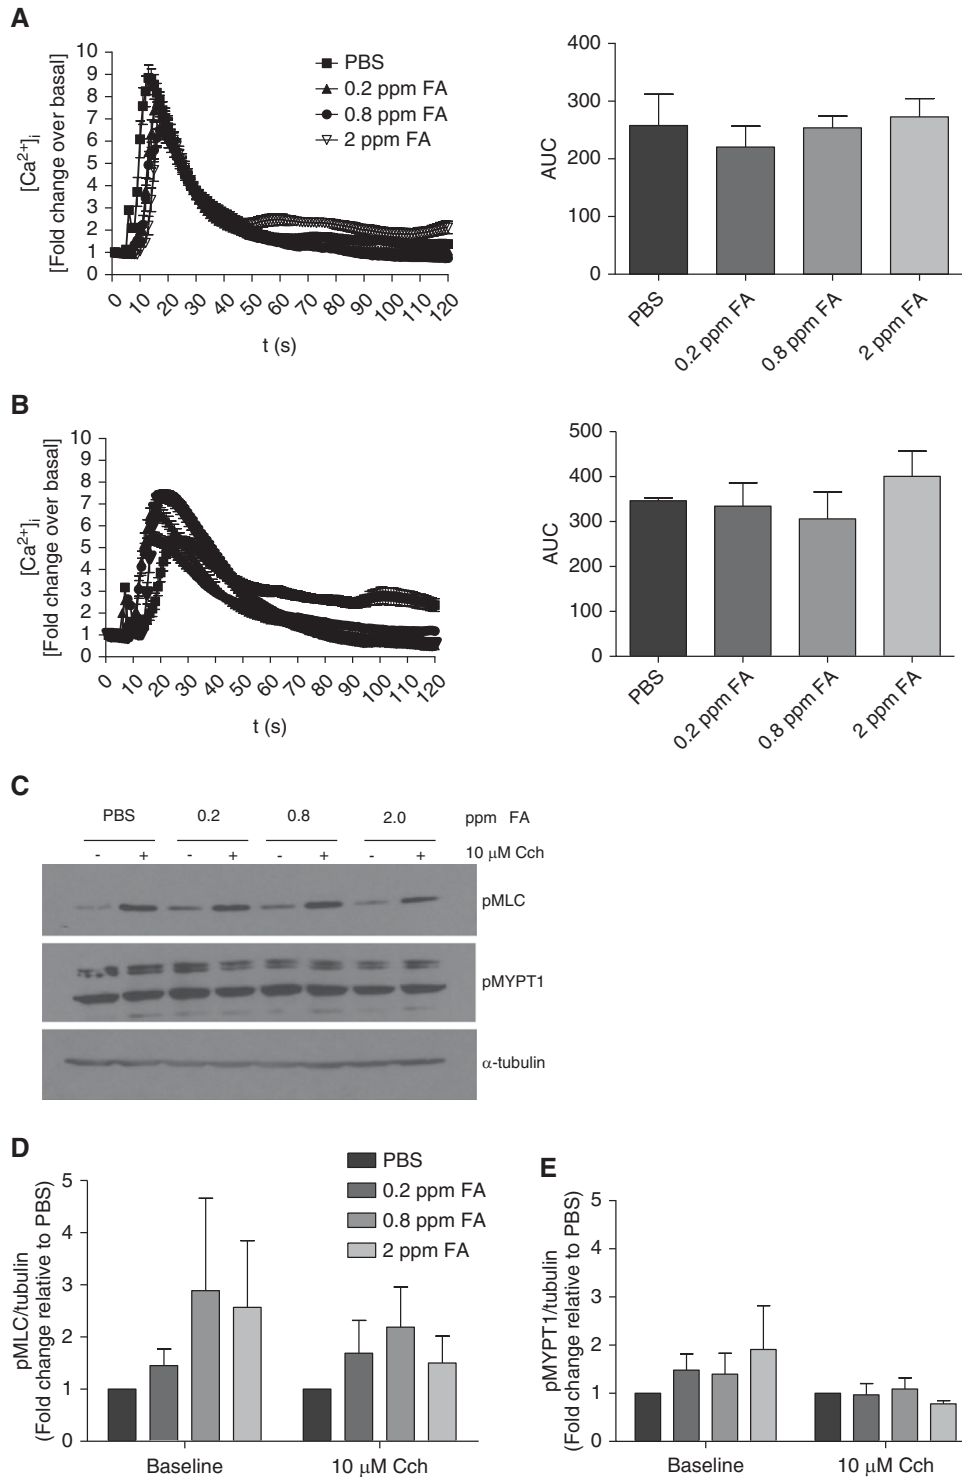 A
[Ca2+]i
[Fold change over basal]
10
9
8
7
6
5
4
3
2
1
0
0 10 20 30 40 50 60 70 80 90 100 110 120
t (s)
PBS
0.2 ppm FA
0.8 ppm FA
2 ppm FA
AUC
400
300
200
100
0
PBS
0.2 ppm FA
0.8 ppm FA
2 ppm FA
B
[Ca2+]i
[Fold change over basal]
10
9
8
7
6
5
4
3
2
1
0
0 10 20 30 40 50 60 70 80 90 100 110 120
t (s)
AUC
500
400
300
200
100
0
PBS
0.2 ppm FA
0.8 ppm FA
2 ppm FA
C
PBS 0.2 0.8 2.0 ppm FA
- + - + - + - + 10 μM Cch
pMLC
pMYPT1
α-tubulin
D
pMLC/tubulin
(Fold change relative to PBS)
5
4
3
2
1
0
Baseline 10 μM Cch
PBS
0.2 ppm FA
0.8 ppm FA
2 ppm FA
E
pMYPT1/tubulin
(Fold change relative to PBS)
5
4
3
2
1
0
Baseline 10 μM Cch